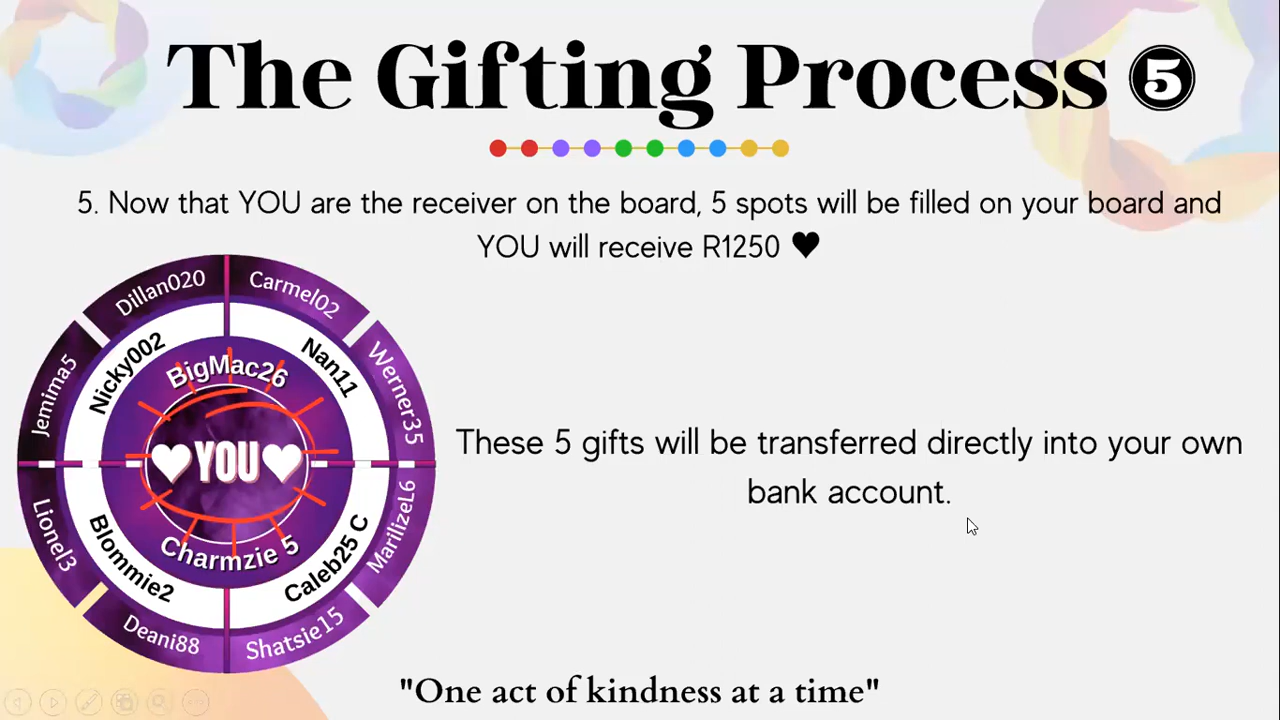 The Gifting Process 5
5. Now that YOU are the receiver on the board, 5 spots will be filled on your board and
YOU will receive R1250 ♥
Dillan020
Carmel02
Jemima5
Nicky002
BigMac26
Nan11
Werner35
♥YOU♥
Lionel3
Blommie2
Charmzie 5
Caleb25 C
MarilizeL6
Deani88
Shatsie15
These 5 gifts will be transferred directly into your own
bank account.
"One act of kindness at a time"